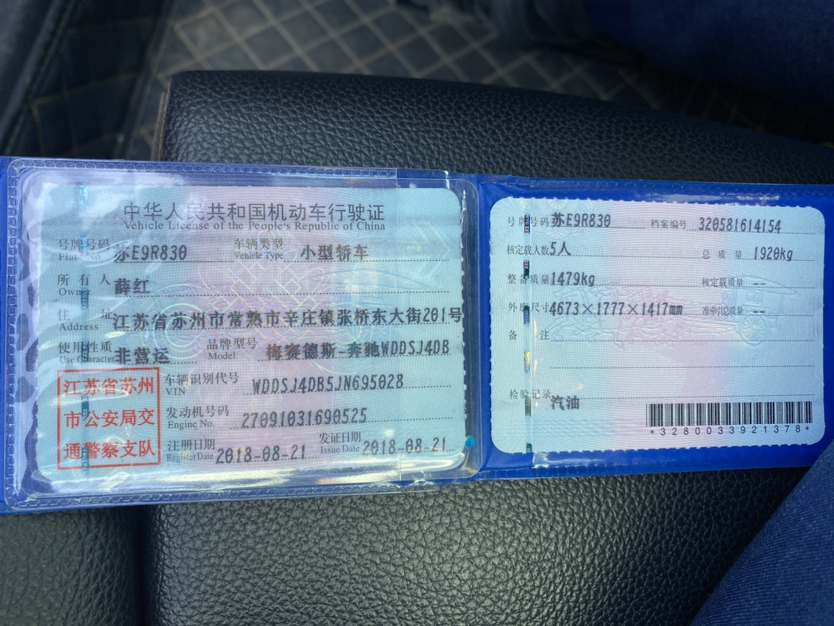 中华人民共和国机动车行驶证
Vehicle License of the People's Republic of China
号牌号码 苏E9R830 车辆类型 小型轿车
Plate No. Vehicle Type
所有人 薛红
Owner
住址 江苏省苏州市常熟市辛庄镇张桥东大街201号
Address
使用性质 非营运 品牌型号 梅赛德斯-奔驰WDDSJ4DB
Use Character Model
江苏省苏州
市公安局交
通警察支队
车辆识别代号 WDDSJ4DB5JN695028
VIN
发动机号码 27091031690525
Engine No.
注册日期 2018-08-21 发证日期 2018-08-21
Register Date Issue Date
号牌号码 苏E9R830 档案编号 320581614154
核定载人数 5人 总质量 1920kg
整备质量 1479kg 核定载质量 --
外廓尺寸 4673×1777×1417mm 准牵引总质量 --
备注
检验记录 汽油
*3280033921378*